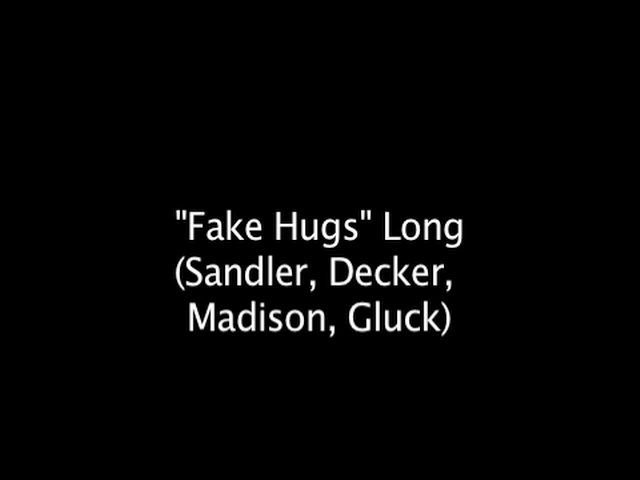 "Fake Hugs" Long
(Sandler, Decker,
Madison, Gluck)